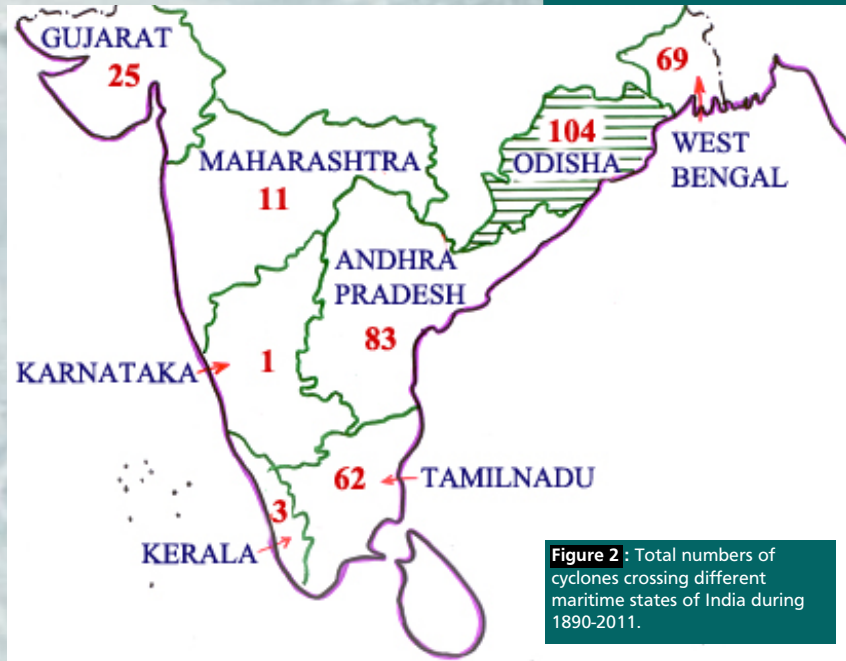 GUJARAT
25
69
104
ODISHA
WEST
BENGAL
MAHARASHTRA
11
ANDHRA
PRADESH
83
KARNATAKA
1
62
TAMILNADU
3
KERALA
Figure 2 : Total numbers of
cyclones crossing different
maritime states of India during
1890-2011.